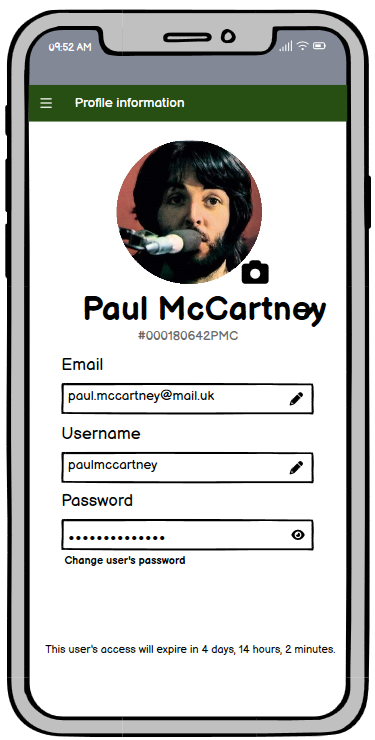 09:52 AM
Profile information
Paul McCartney
#000180642PMC
Email
paul.mccartney@mail.uk
Username
paulmccartney
Password
••••••••••••••
Change user's password
This user's access will expire in 4 days, 14 hours, 2 minutes.